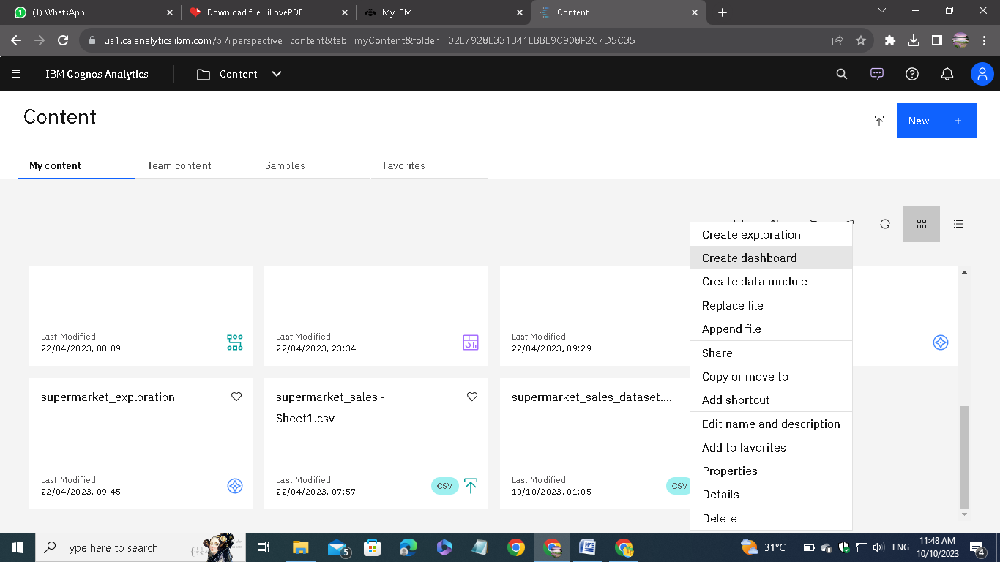 (1) WhatsApp
Download file | iLovePDF
My IBM
Content
us1.ca.analytics.ibm.com/bi/?perspective=content&tab=myContent&folder=i02E7928E331341EBBE9C908F2C7D5C35
IBM Cognos Analytics
Content
Content
New +
My content
Team content
Samples
Favorites
Create exploration
Create dashboard
Create data module
Replace file
Append file
Share
Copy or move to
Add shortcut
Edit name and description
Add to favorites
Properties
Details
Delete
Last Modified
22/04/2023, 08:09
Last Modified
22/04/2023, 23:34
Last Modified
22/04/2023, 09:29
supermarket_exploration
Last Modified
22/04/2023, 09:45
supermarket_sales -
Sheet1.csv
Last Modified
22/04/2023, 07:57
CSV
supermarket_sales_dataset....
Last Modified
10/10/2023, 01:05
CSV
Type here to search
5
31°C
ENG
11:48 AM
10/10/2023
4